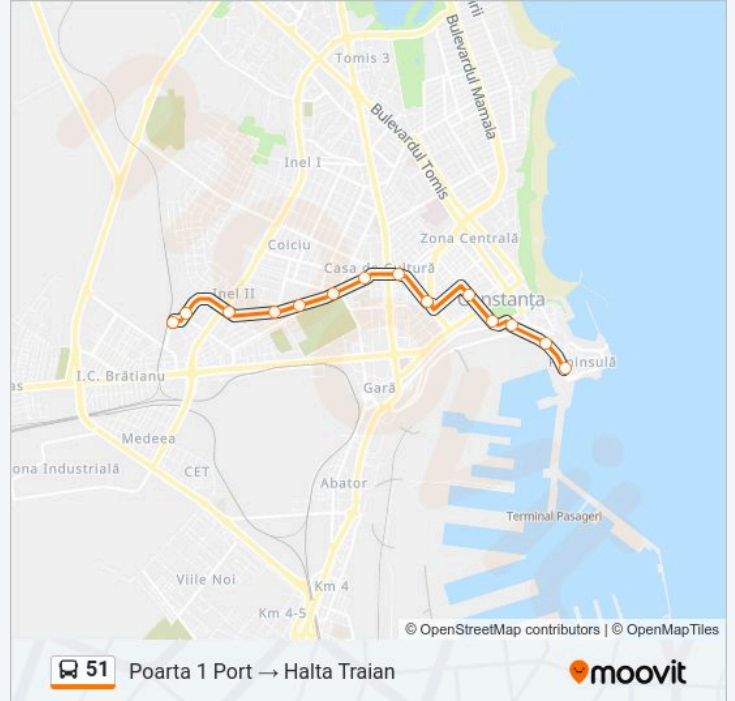 Tomis 3
Bulevardul Mamaia
Bulevardul Tomis
Inel I
Coiciu
Zona Centrală
Casa de Cultură
Inel II
Constanța
Peninsulă
I.C. Brătianu
Gară
Medeea
CET
Abator
Terminal Pasageri
Viile Noi
Km 4
Km 4-5
© OpenStreetMap contributors | © OpenMapTiles
51 Poarta 1 Port → Halta Traian
moovit